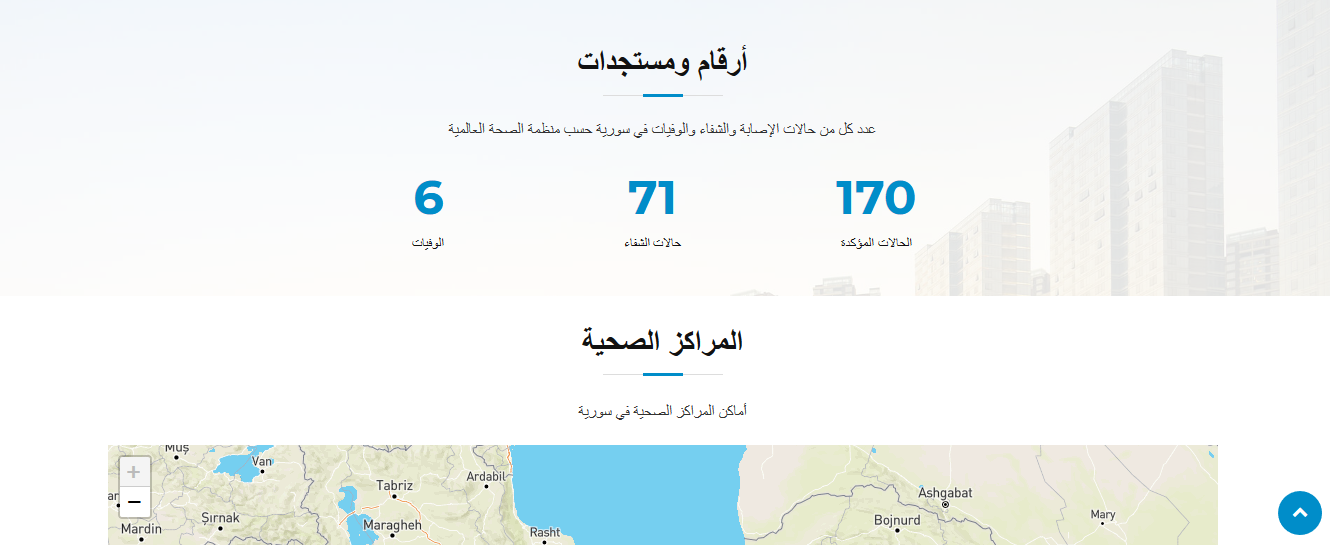 أرقام ومستجدات
عدد كل من حالات الإصابة والشفاء والوفيات في سورية حسب منظمة الصحة العالمية
170
71
6
الحالات المؤكدة
حالات الشفاء
الوفيات
المراكز الصحية
أماكن المراكز الصحية في سورية
+
−
Muş
Van
Tabriz
Ardabil
Şırnak
Mardin
Maragheh
Rasht
Ashgabat
Bojnurd
Mary